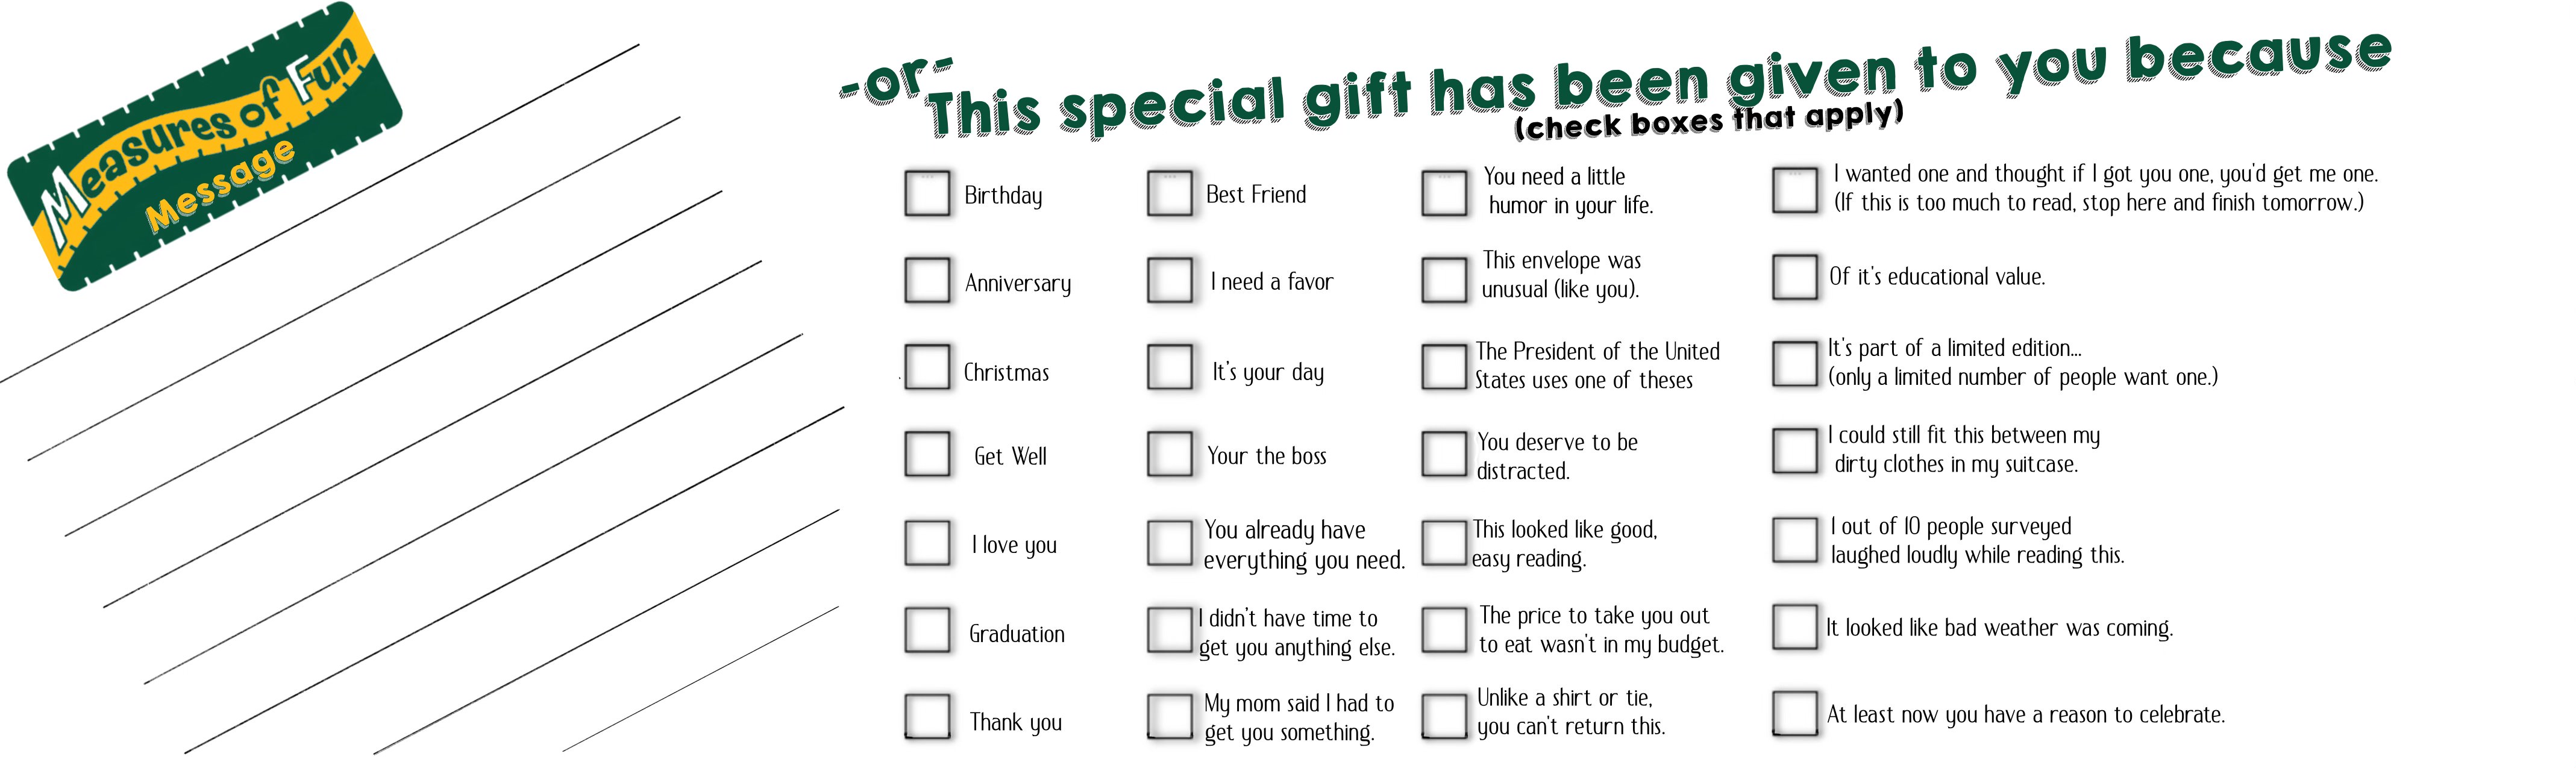 Measures of Fun
Message
-or-
This special gift has been given to you because
(check boxes that apply)
Birthday
Anniversary
Christmas
Get Well
I love you
Graduation
Thank you
Best Friend
I need a favor
It's your day
Your the boss
You already have
everything you need.
I didn't have time to
get you anything else.
My mom said I had to
get you something.
You need a little
humor in your life.
This envelope was
unusual (like you).
The President of the United
States uses one of theses
You deserve to be
distracted.
This looked like good,
easy reading.
The price to take you out
to eat wasn't in my budget.
Unlike a shirt or tie,
you can't return this.
I wanted one and thought if I got you one, you'd get me one.
(If this is too much to read, stop here and finish tomorrow.)
Of it's educational value.
It's part of a limited edition...
(only a limited number of people want one.)
I could still fit this between my
dirty clothes in my suitcase.
1 out of 10 people surveyed
laughed loudly while reading this.
It looked like bad weather was coming.
At least now you have a reason to celebrate.